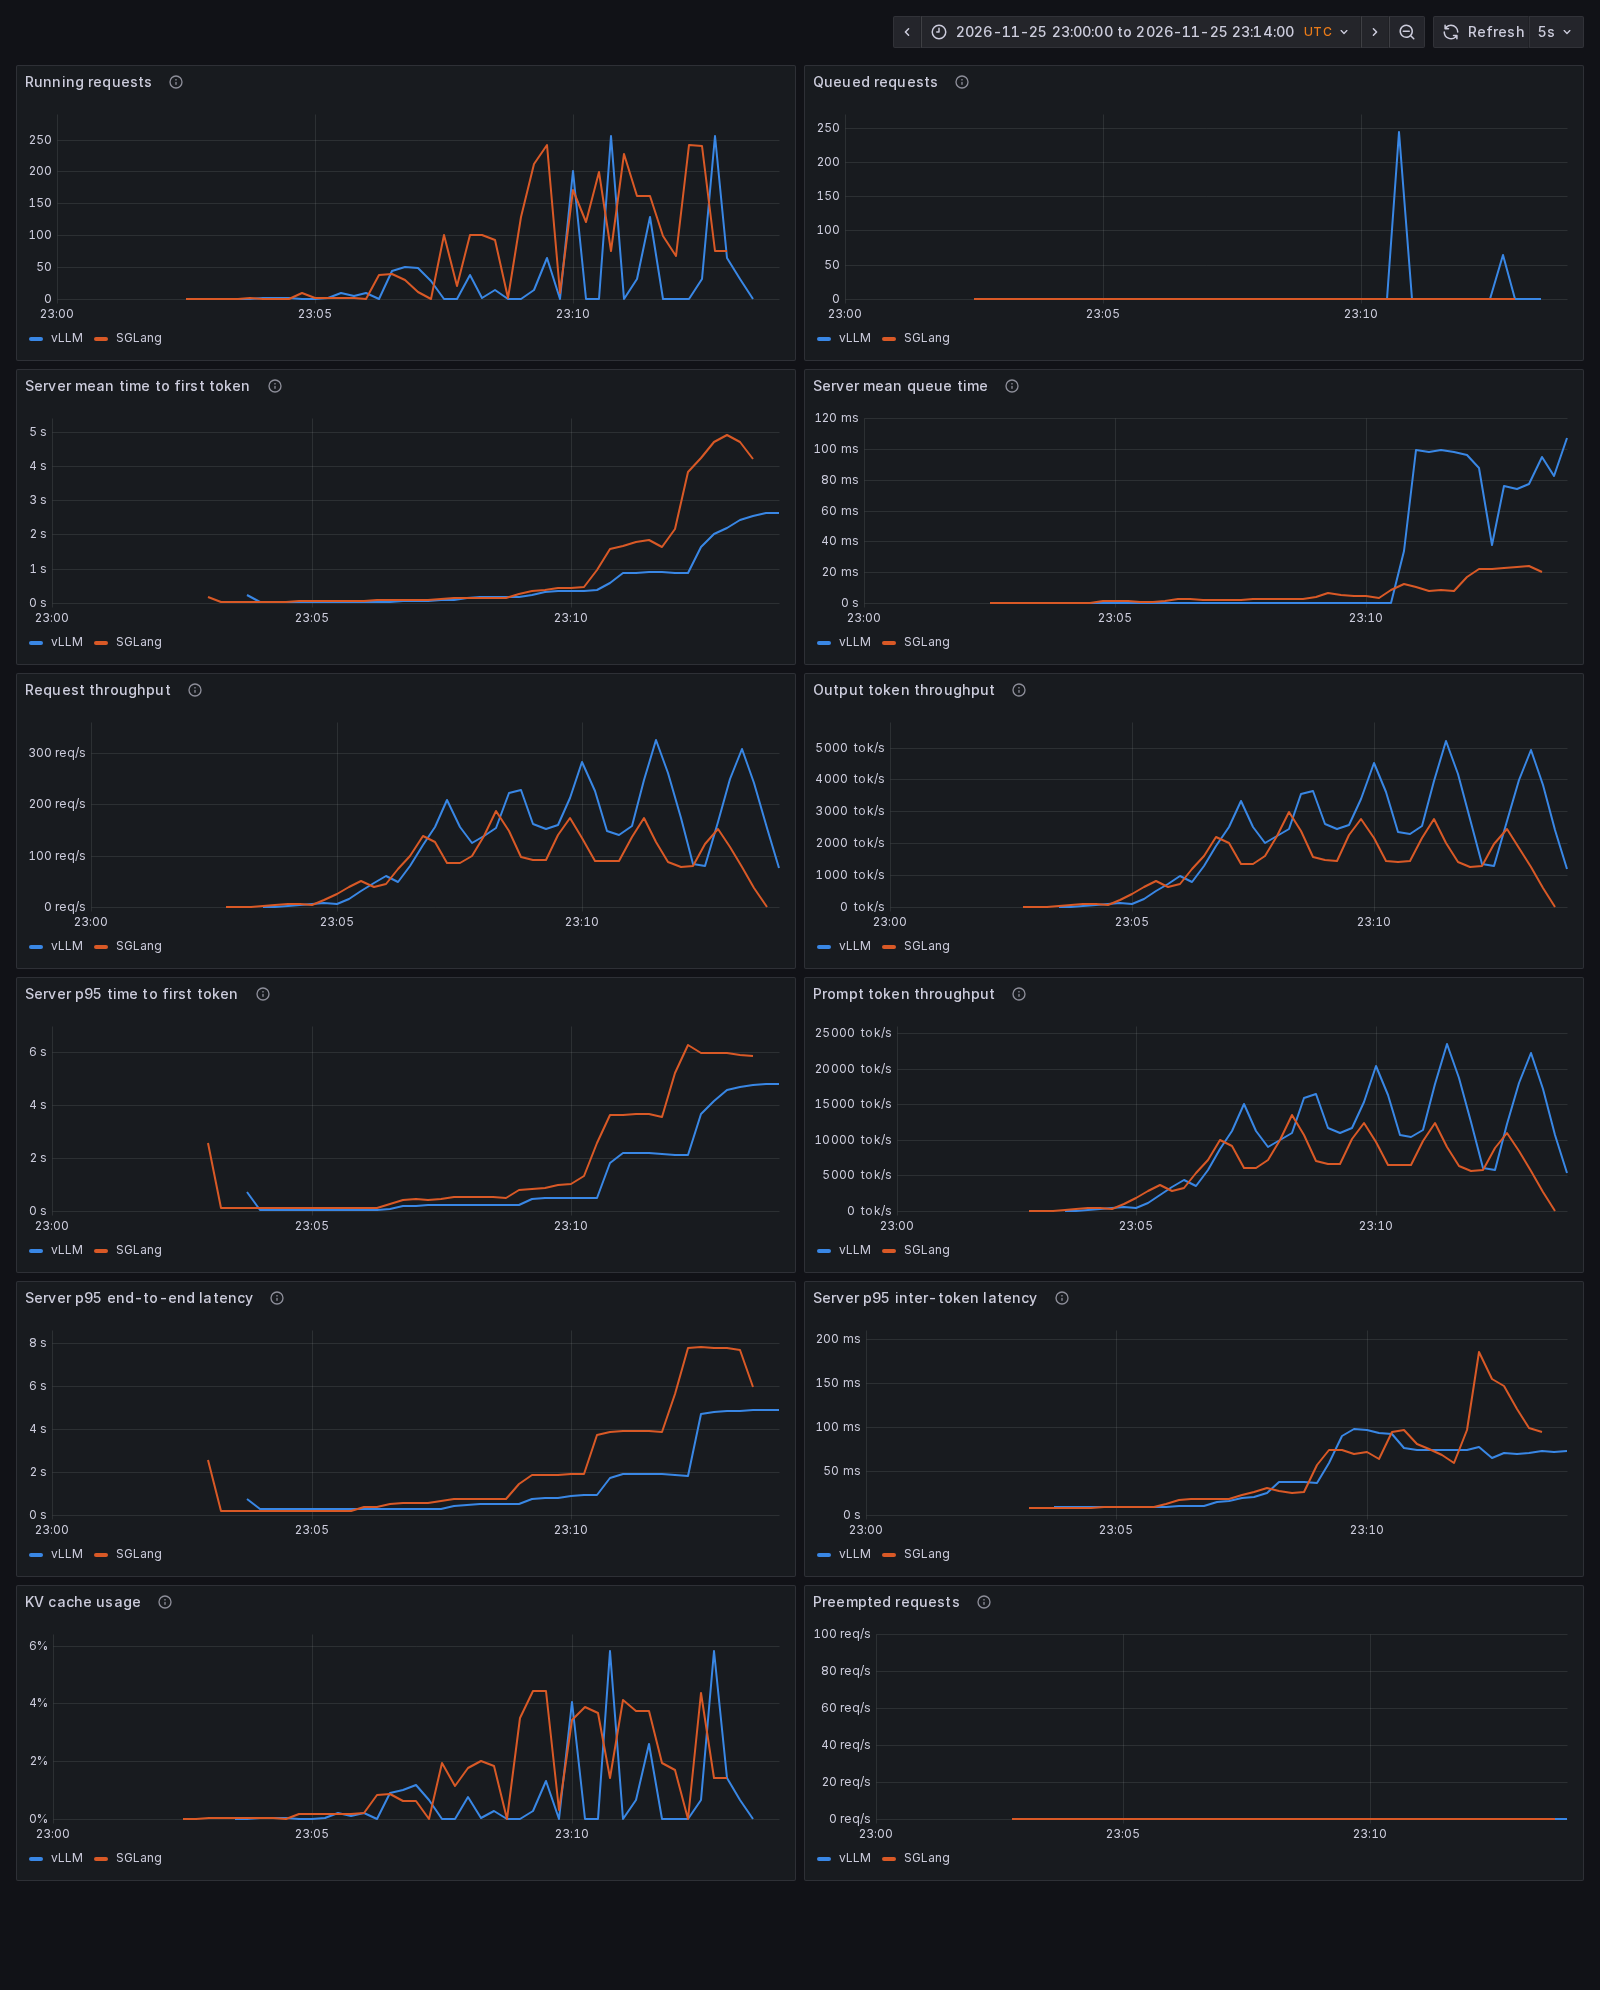 2026-11-25 23:00:00 to 2026-11-25 23:14:00 UTC Refresh 5s
Running requests
250
200
150
100
50
0
23:00 23:05 23:10
vLLM SGLang
Queued requests
250
200
150
100
50
0
23:00 23:05 23:10
vLLM SGLang
Server mean time to first token
5 s
4 s
3 s
2 s
1 s
0 s
23:00 23:05 23:10
vLLM SGLang
Server mean queue time
120 ms
100 ms
80 ms
60 ms
40 ms
20 ms
0 s
23:00 23:05 23:10
vLLM SGLang
Request throughput
300 req/s
200 req/s
100 req/s
0 req/s
23:00 23:05 23:10
vLLM SGLang
Output token throughput
5000 tok/s
4000 tok/s
3000 tok/s
2000 tok/s
1000 tok/s
0 tok/s
23:00 23:05 23:10
vLLM SGLang
Server p95 time to first token
6 s
4 s
2 s
0 s
23:00 23:05 23:10
vLLM SGLang
Prompt token throughput
25000 tok/s
20000 tok/s
15000 tok/s
10000 tok/s
5000 tok/s
0 tok/s
23:00 23:05 23:10
vLLM SGLang
Server p95 end-to-end latency
8 s
6 s
4 s
2 s
0 s
23:00 23:05 23:10
vLLM SGLang
Server p95 inter-token latency
200 ms
150 ms
100 ms
50 ms
0 s
23:00 23:05 23:10
vLLM SGLang
KV cache usage
6%
4%
2%
0%
23:00 23:05 23:10
vLLM SGLang
Preempted requests
100 req/s
80 req/s
60 req/s
40 req/s
20 req/s
0 req/s
23:00 23:05 23:10
vLLM SGLang